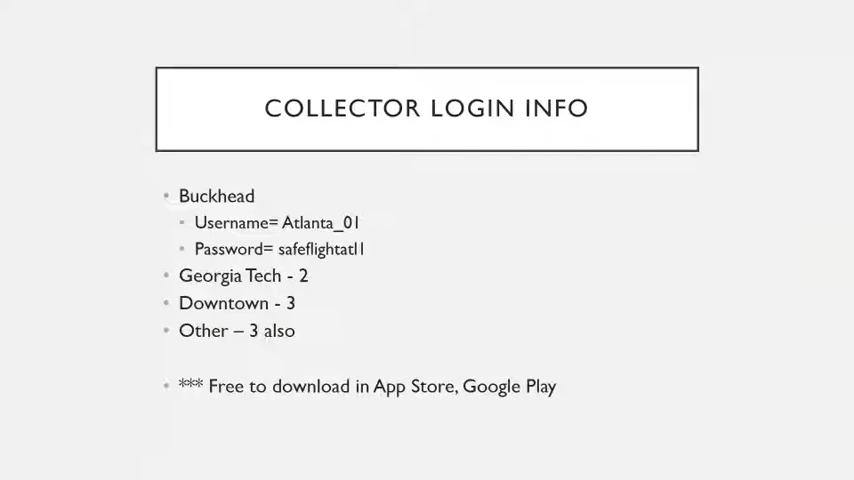 COLLECTOR LOGIN INFO
Buckhead
Username= Atlanta_01
Password= safeflightatl1
Georgia Tech - 2
Downtown - 3
Other – 3 also
*** Free to download in App Store, Google Play